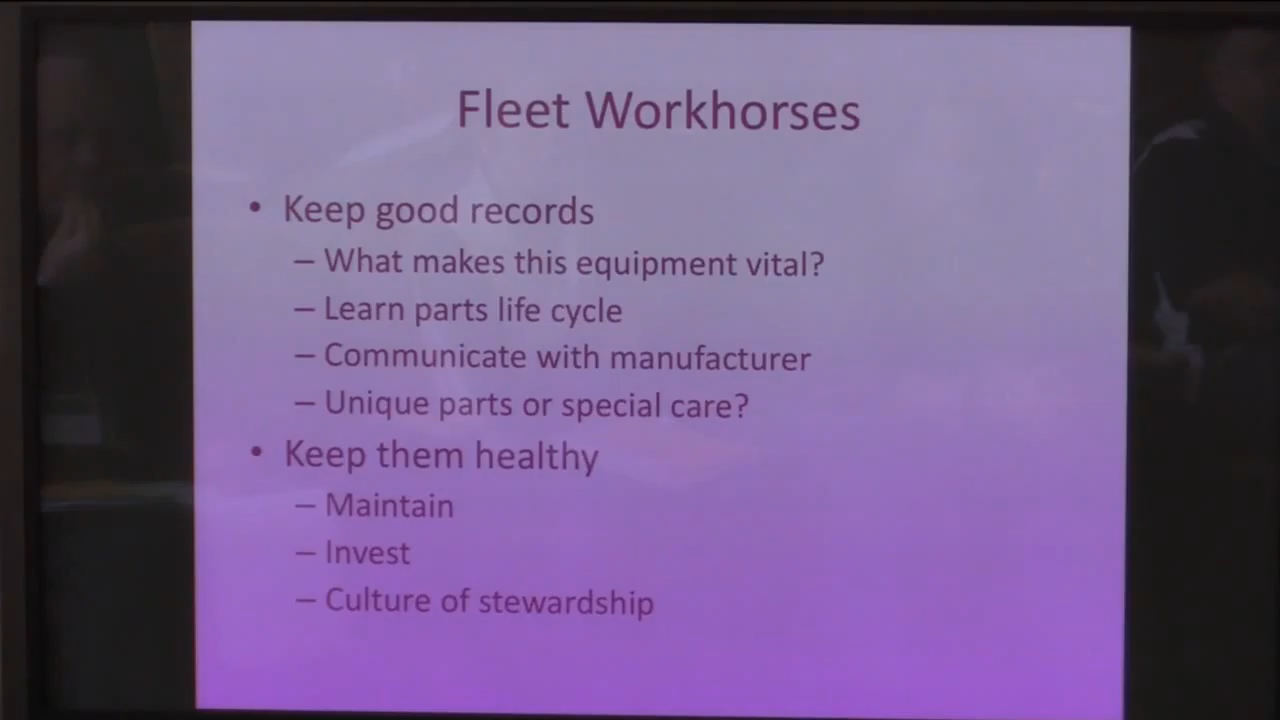 Fleet Workhorses
• Keep good records
– What makes this equipment vital?
– Learn parts life cycle
– Communicate with manufacturer
– Unique parts or special care?
• Keep them healthy
– Maintain
– Invest
– Culture of stewardship